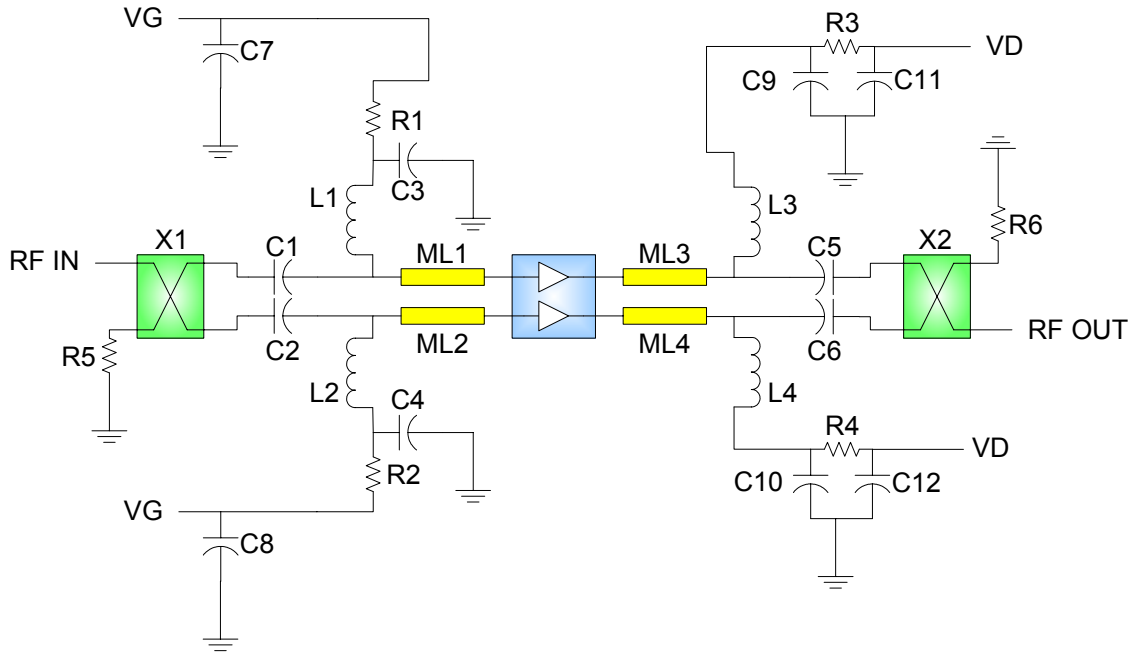 VG
C7
R1
C3
L1
R3
VD
C9
C11
L3
R6
X1
RF IN
C1
ML1
ML3
C5
X2
R5
C2
ML2
ML4
C6
RF OUT
L2
C4
L4
R4
VD
R2
C10
C12
VG
C8